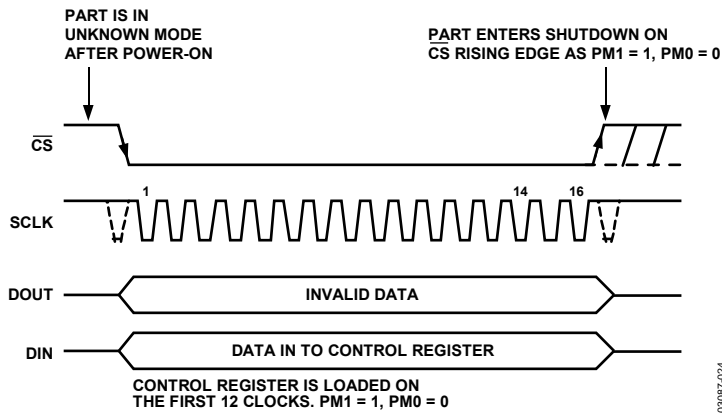 PART IS IN
UNKNOWN MODE
AFTER POWER-ON
PART ENTERS SHUTDOWN ON
CS RISING EDGE AS PM1 = 1, PM0 = 0
CS
1
14
16
SCLK
DOUT
INVALID DATA
DIN
DATA IN TO CONTROL REGISTER
CONTROL REGISTER IS LOADED ON
THE FIRST 12 CLOCKS. PM1 = 1, PM0 = 0
03087-024